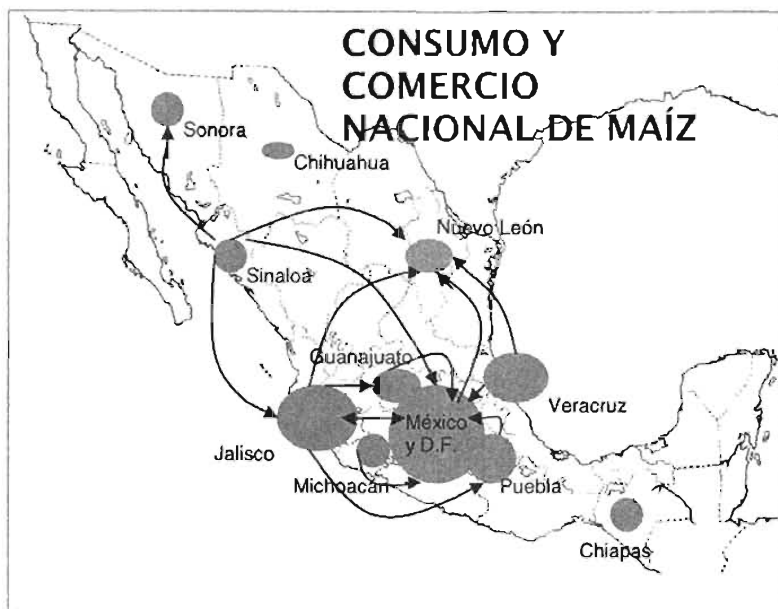 CONSUMO Y
COMERCIO
NACIONAL DE MAÍZ
Sonora
Chihuahua
Nuevo León
Sinaloa
Guanajuato
Veracruz
México
y D.F.
Jalisco
Michoacán
Puebla
Chiapas